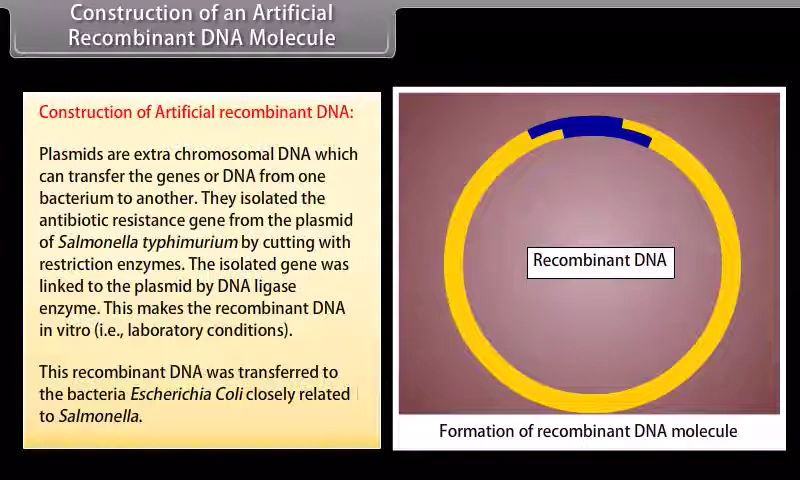 Construction of an Artificial
Recombinant DNA Molecule
Construction of Artificial recombinant DNA:
Plasmids are extra chromosomal DNA which
can transfer the genes or DNA from one
bacterium to another. They isolated the
antibiotic resistance gene from the plasmid
of Salmonella typhimurium by cutting with
restriction enzymes. The isolated gene was
linked to the plasmid by DNA ligase
enzyme. This makes the recombinant DNA
in vitro (i.e., laboratory conditions).
This recombinant DNA was transferred to
the bacteria Escherichia Coli closely related
to Salmonella.
Recombinant DNA
Formation of recombinant DNA molecule